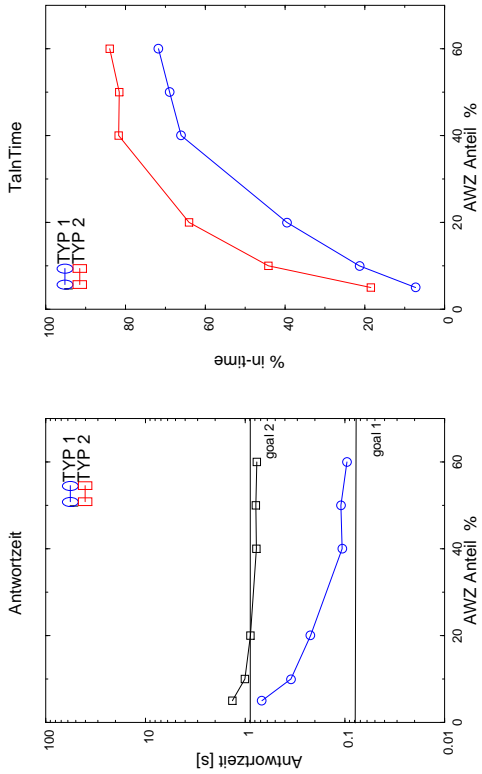 Antwortzeit
TYP 1
TYP 2
Antwortzeit [s]
100
10
1
0.1
0.01
goal 2
goal 1
0
20
40
60
AWZ Anteil %
TaInTime
TYP 1
TYP 2
% in-time
100
80
60
40
20
0
20
40
60
AWZ Anteil %